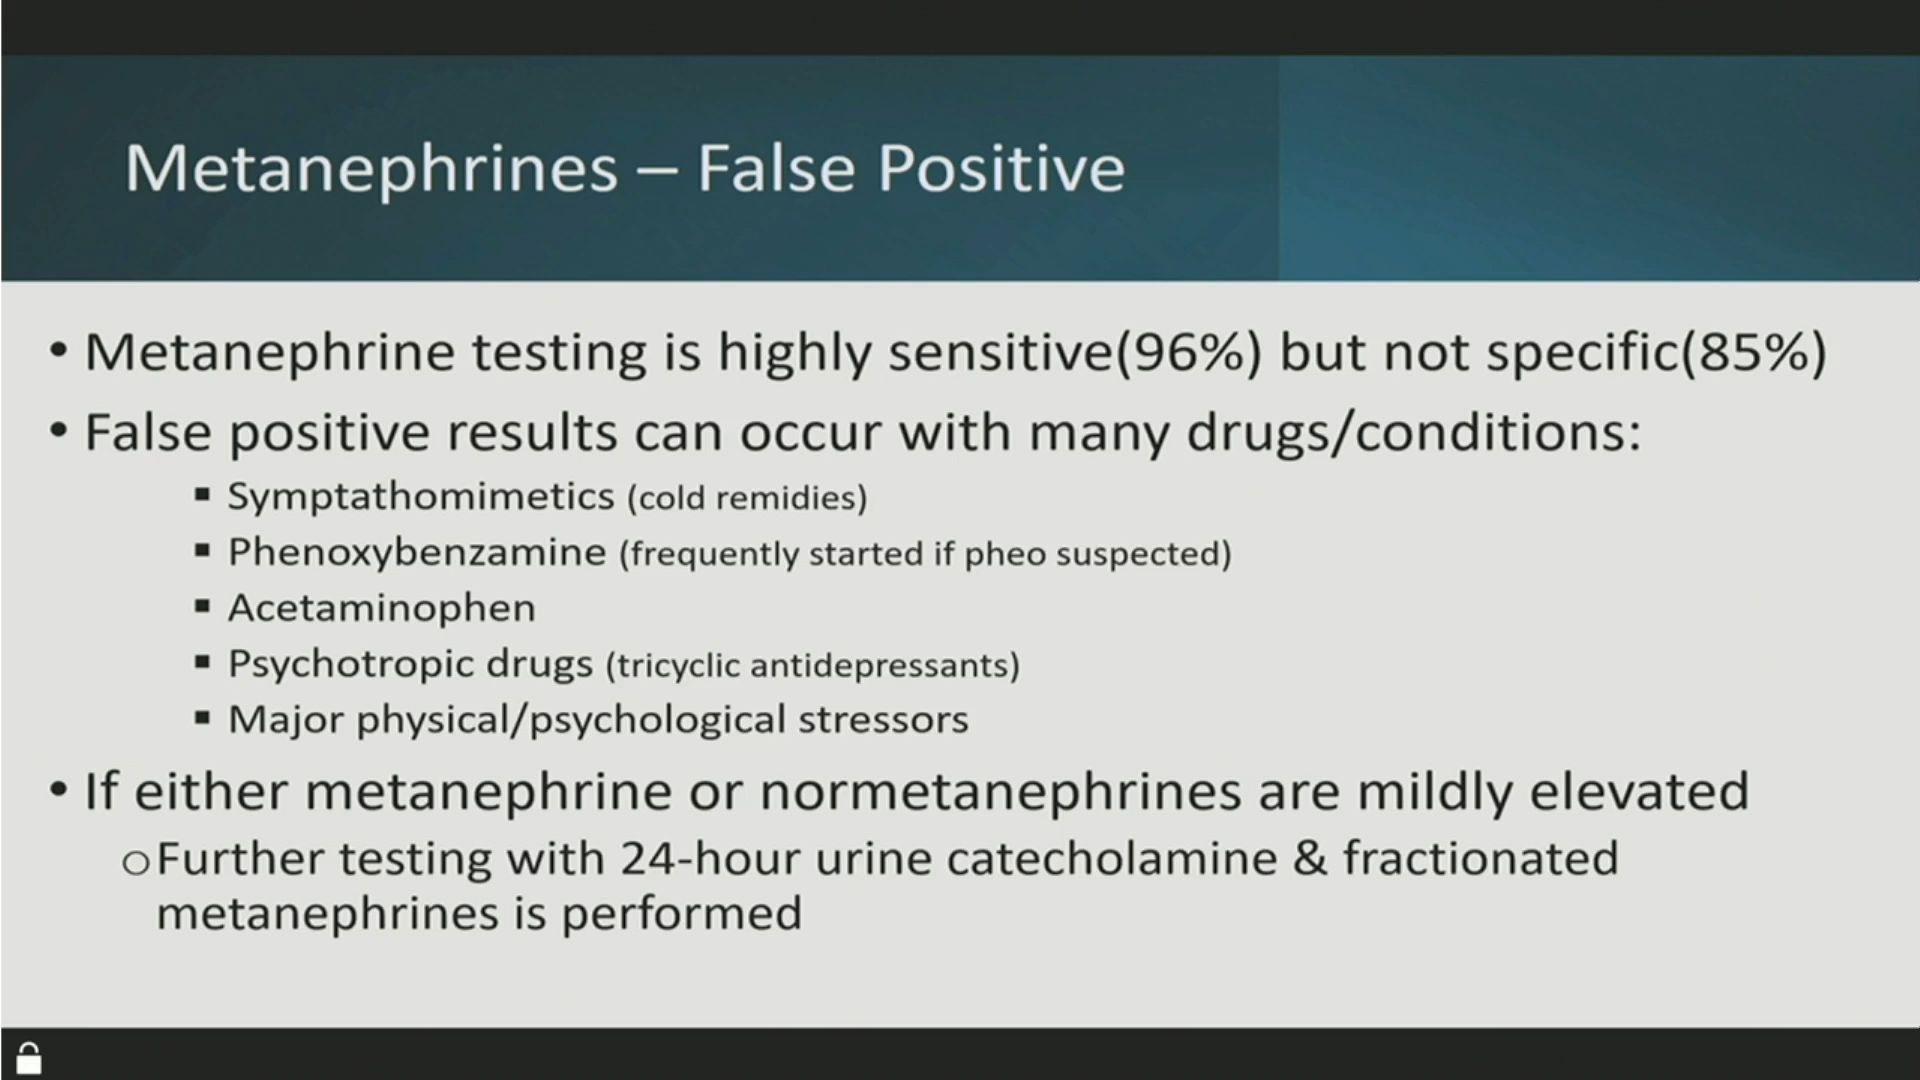 Metanephrines – False Positive
• Metanephrine testing is highly sensitive(96%) but not specific(85%)
• False positive results can occur with many drugs/conditions:
▪ Symptathomimetics (cold remidies)
▪ Phenoxybenzamine (frequently started if pheo suspected)
▪ Acetaminophen
▪ Psychotropic drugs (tricyclic antidepressants)
▪ Major physical/psychological stressors
• If either metanephrine or normetanephrines are mildly elevated
o Further testing with 24-hour urine catecholamine & fractionated
metanephrines is performed